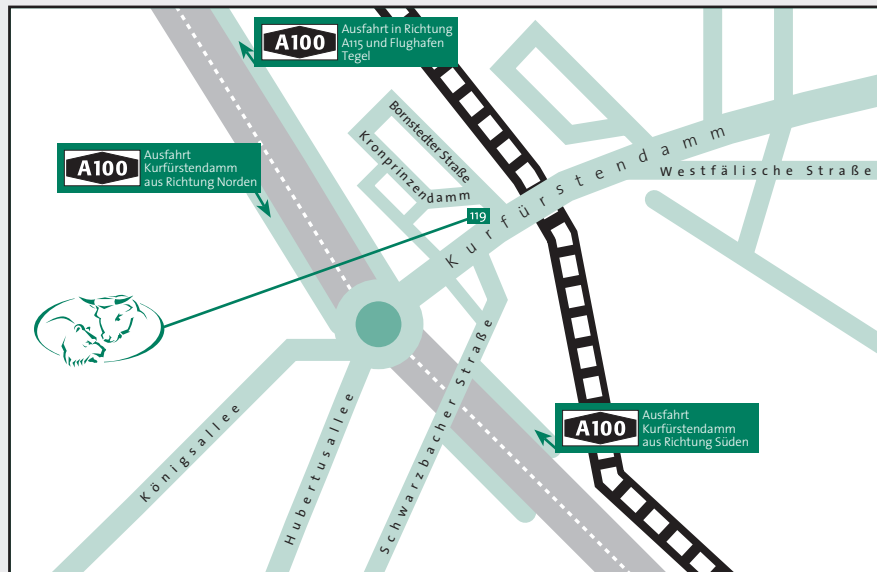 A100
Ausfahrt in Richtung
A115 und Flughafen
Tegel
A100
Ausfahrt
Kurfürstendamm
aus Richtung Norden
Bornstedter Straße
Kronprinzendamm
119
Kurfürstendamm
Westfälische Straße
A100
Ausfahrt
Kurfürstendamm
aus Richtung Süden
Königsallee
Hubertusallee
Schwarzbacher Straße